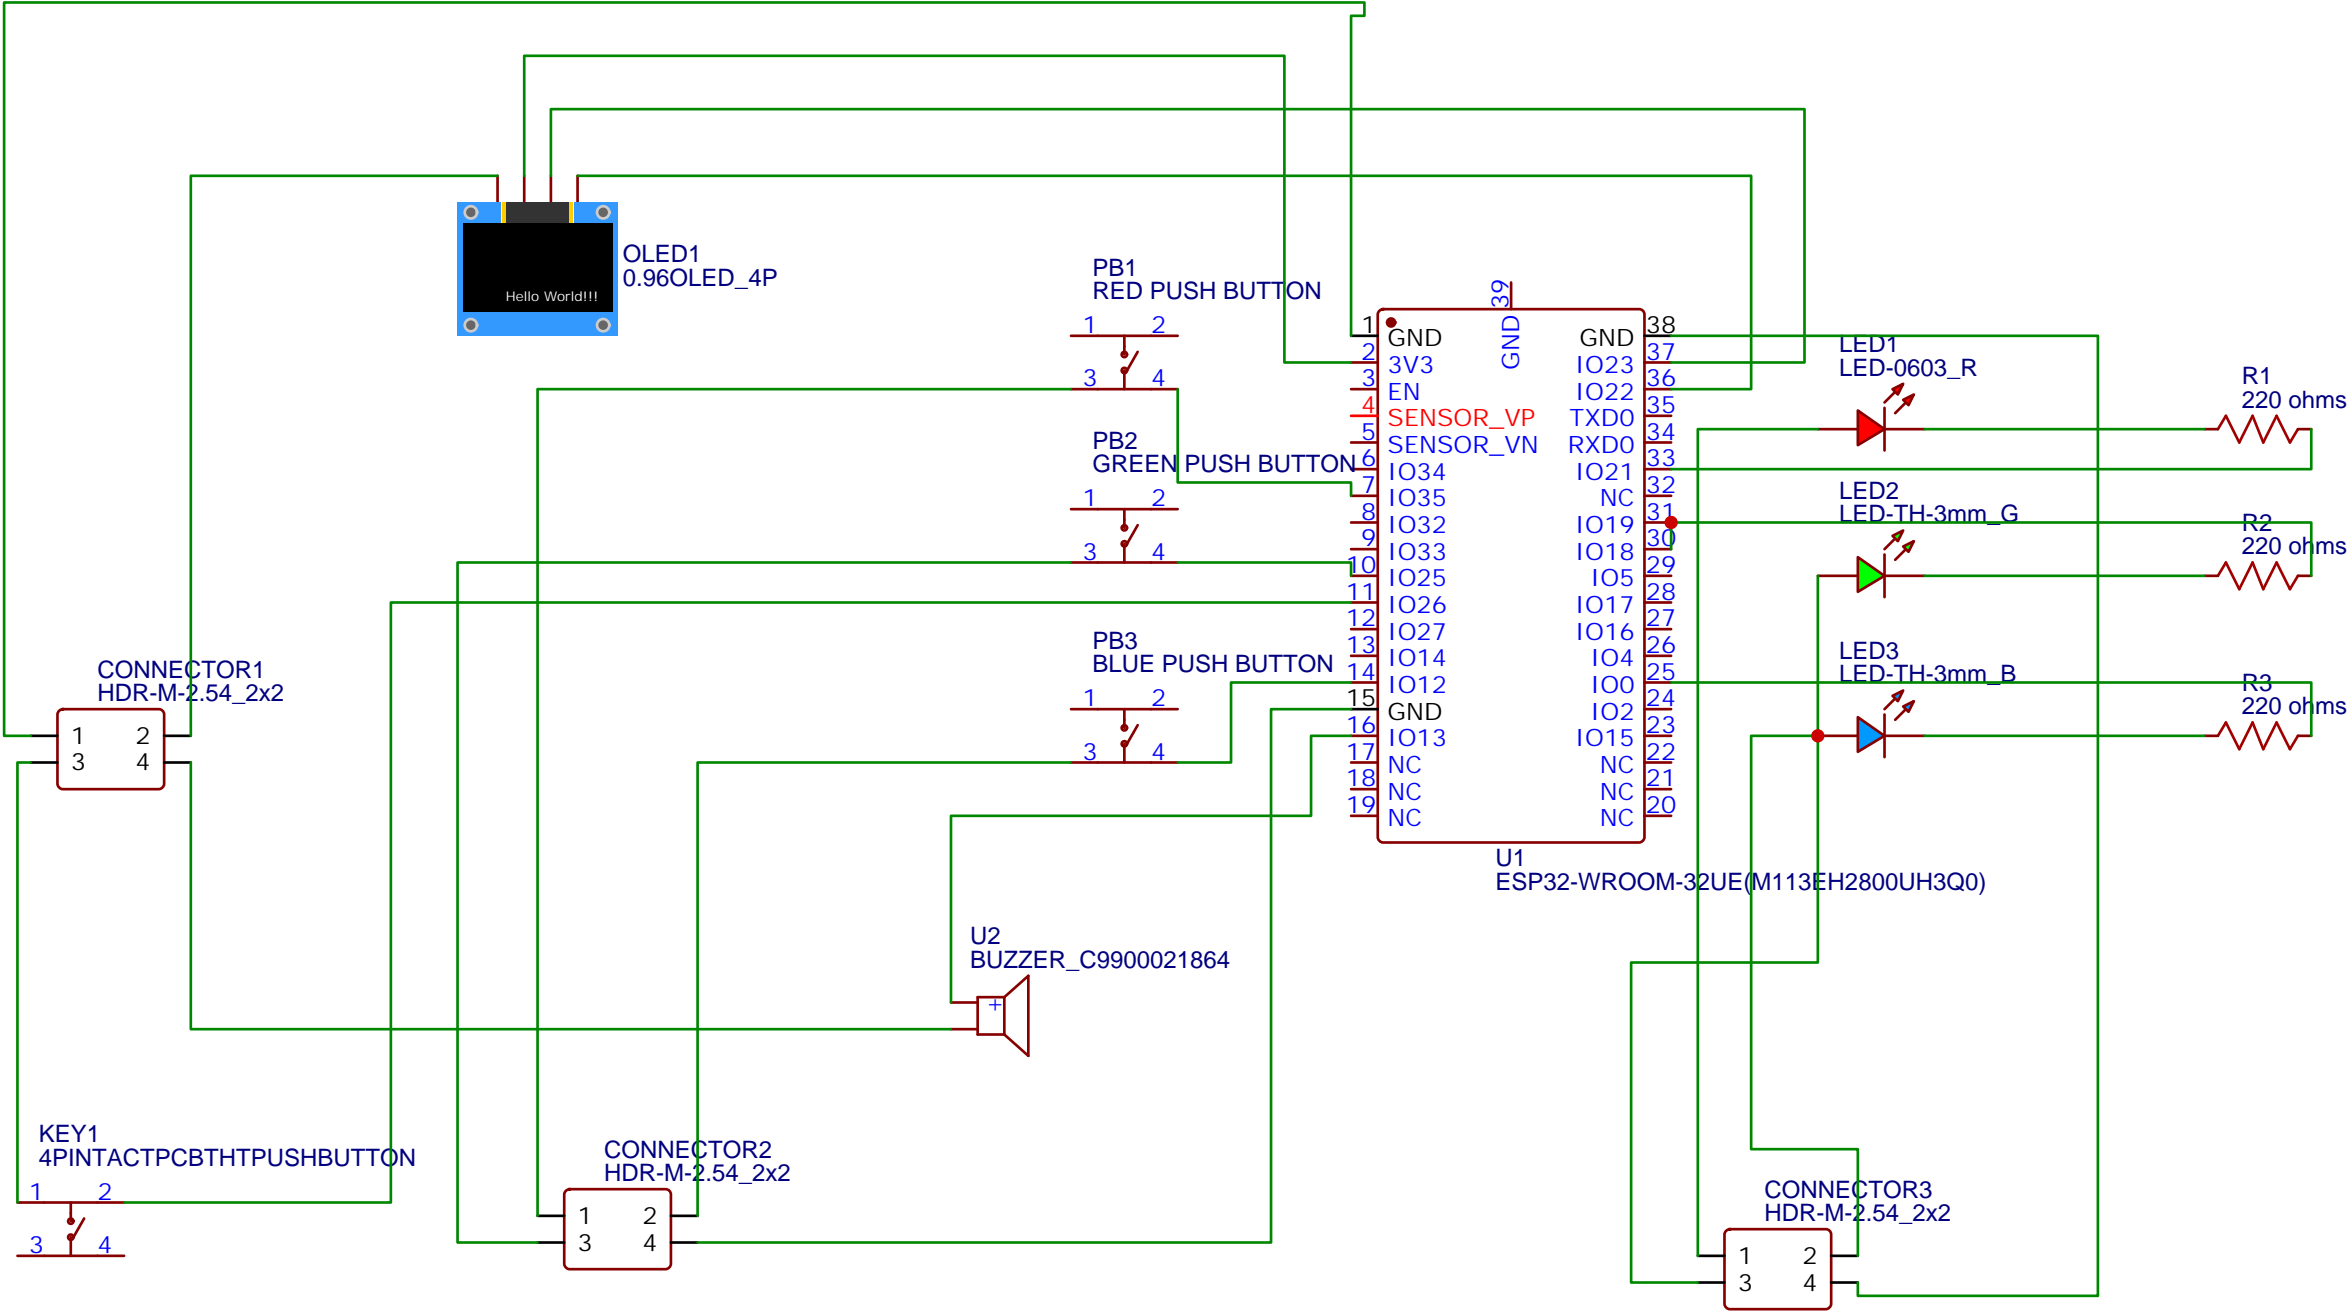 OLED1
0.96OLED_4P
Hello World!!!
PB1
RED PUSH BUTTON
1 2
3 4
PB2
GREEN PUSH BUTTON
1 2
3 4
PB3
BLUE PUSH BUTTON
1 2
3 4
39
GND
1 GND
2 3V3
3 EN
4 SENSOR_VP
5 SENSOR_VN
6 IO34
7 IO35
8 IO32
9 IO33
10 IO25
11 IO26
12 IO27
13 IO14
14 IO12
15 GND
16 IO13
17 NC
18 NC
19 NC
GND 38
IO23 37
IO22 36
TXD0 35
RXD0 34
IO21 33
NC 32
IO19 31
IO18 30
IO5 29
IO17 28
IO16 27
IO4 26
IO0 25
IO2 24
IO15 23
NC 22
NC 21
NC 20
U1
ESP32-WROOM-32UE(M113EH2800UH3Q0)
LED1
LED-0603_R
R1
220 ohms
LED2
LED-TH-3mm_G
R2
220 ohms
LED3
LED-TH-3mm_B
R3
220 ohms
CONNECTOR1
HDR-M-2.54_2x2
1 2
3 4
U2
BUZZER_C9900021864
+
KEY1
4PINTACTPCBTHTPUSHBUTTON
1 2
3 4
CONNECTOR2
HDR-M-2.54_2x2
1 2
3 4
CONNECTOR3
HDR-M-2.54_2x2
1 2
3 4